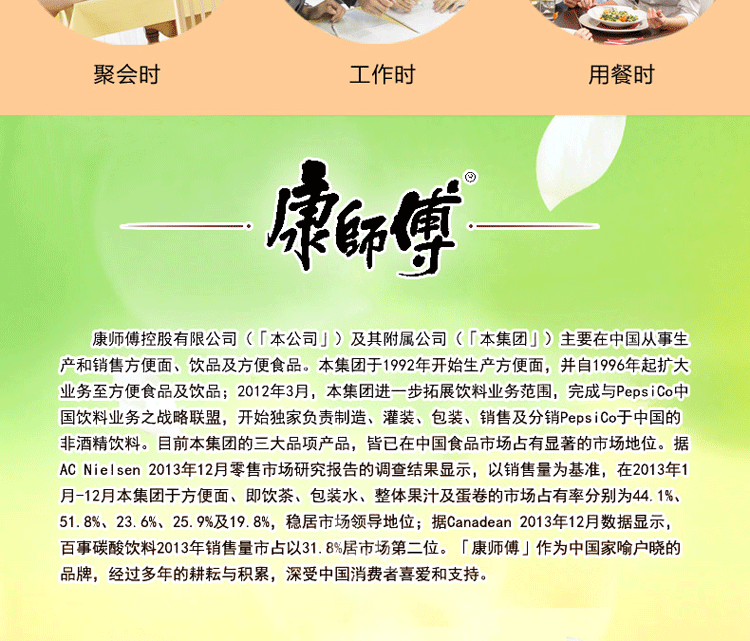 聚会时 工作时 用餐时
康師傅®
康师傅控股有限公司（「本公司」）及其附属公司（「本集团」）主要在中国从事生
产和销售方便面、饮品及方便食品。本集团于1992年开始生产方便面，并自1996年起扩大
业务至方便食品及饮品；2012年3月，本集团进一步拓展饮料业务范围，完成与PepsiCo中
国饮料业务之战略联盟，开始独家负责制造、灌装、包装、销售及分销PepsiCo于中国的
非酒精饮料。目前本集团的三大品项产品，皆已在中国食品市场占有显著的市场地位。据
AC Nielsen 2013年12月零售市场研究报告的调查结果显示，以销售量为基准，在2013年1
月-12月本集团于方便面、即饮茶、包装水、整体果汁及蛋卷的市场占有率分别为44.1%、
51.8%、23.6%、25.9%及19.8%，稳居市场领导地位；据Canadean 2013年12月数据显示，
百事碳酸饮料2013年销售量市占以31.8%居市场第二位。「康师傅」作为中国家喻户晓的
品牌，经过多年的耕耘与积累，深受中国消费者喜爱和支持。